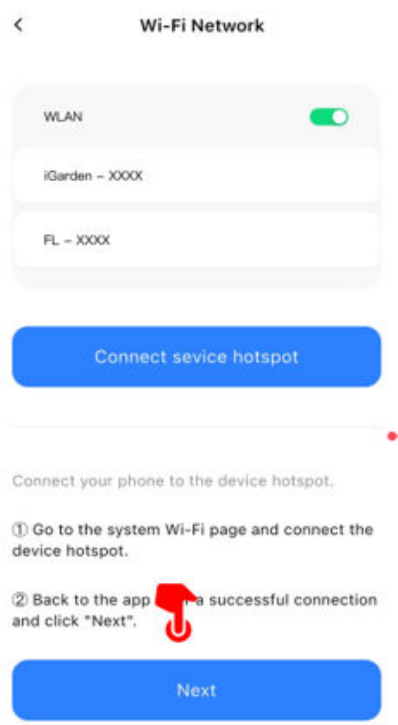 Wi-Fi Network
WLAN
iGarden – XXXX
FL – XXXX
Connect sevice hotspot
Connect your phone to the device hotspot.
① Go to the system Wi-Fi page and connect the
device hotspot.
② Back to the app a successful connection
and click "Next".
Next